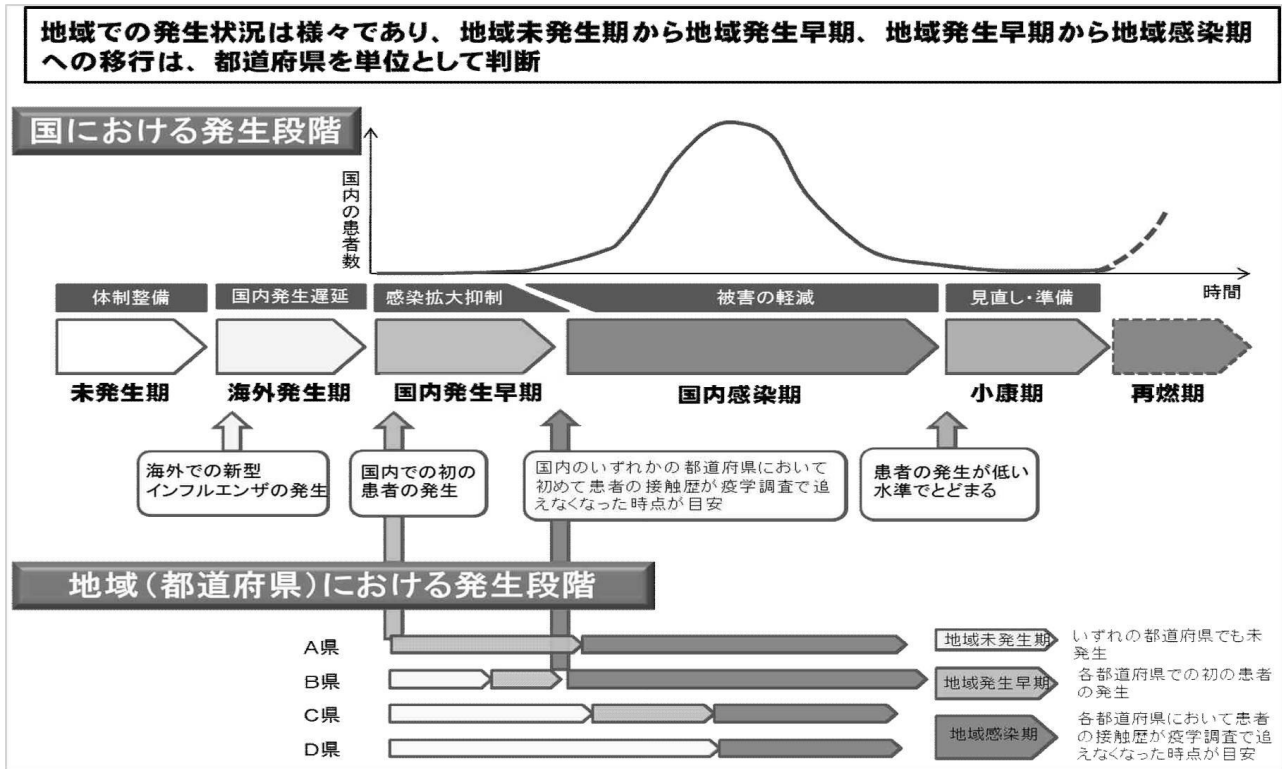 地域での発生状況は様々であり、地域未発生期から地域発生早期、地域発生早期から地域感染期
への移行は、都道府県を単位として判断
国における発生段階
国内の患者数
時間
体制整備
国内発生遅延
感染拡大抑制
被害の軽減
見直し・準備
未発生期
海外発生期
国内発生早期
国内感染期
小康期
再燃期
海外での新型
インフルエンザの発生
国内での初の
患者の発生
国内のいずれかの都道府県において
初めて患者の接触歴が疫学調査で追
えなくなった時点が目安
患者の発生が低い
水準でとどまる
地域(都道府県)における発生段階
A県
B県
C県
D県
地域未発生期
いずれの都道府県でも未
発生
地域発生早期
各都道府県での初の患者
の発生
地域感染期
各都道府県において患者
の接触歴が疫学調査で追
えなくなった時点が目安